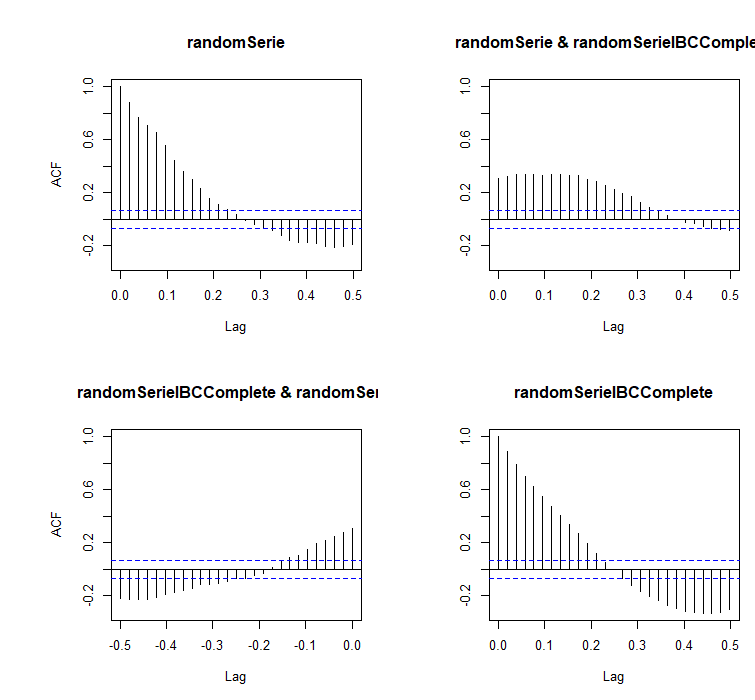 randomSerie
randomSerie & randomSerieIBCComple
ACF
1.0
0.6
0.2
-0.2
1.0
0.6
0.2
-0.2
0.0 0.1 0.2 0.3 0.4 0.5
0.0 0.1 0.2 0.3 0.4 0.5
Lag
Lag
randomSerieIBCComplete & randomSer
randomSerieIBCComplete
ACF
1.0
0.6
0.2
-0.2
1.0
0.6
0.2
-0.2
-0.5 -0.4 -0.3 -0.2 -0.1 0.0
0.0 0.1 0.2 0.3 0.4 0.5
Lag
Lag